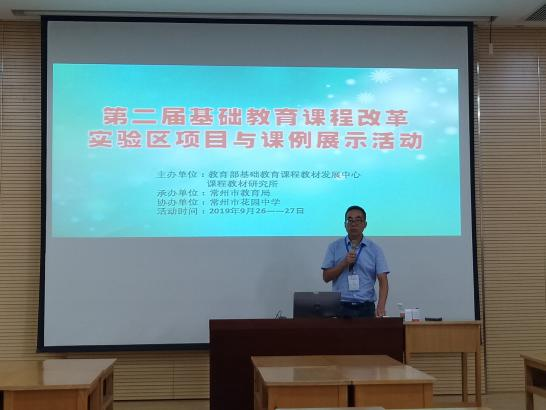 第二届基础教育课程改革
实验区项目与课例展示活动
主办单位：教育部基础教育课程教材发展中心
课程教材研究所
承办单位：常州市教育局
协办单位：常州市花园中学
活动时间：2019年9月26——27日